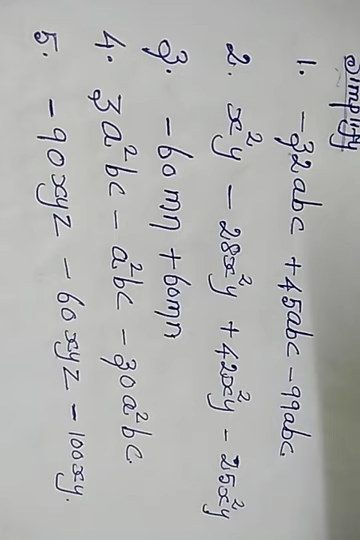 Simplify
1. -32abc + 45abc - 99abc
2. x²y - 28x²y + 42x²y - 25x²y
3. -60mn + 60mn
4. 3a²bc - a²bc - 30a²bc.
5. -90xyz - 60xyz - 100xy.